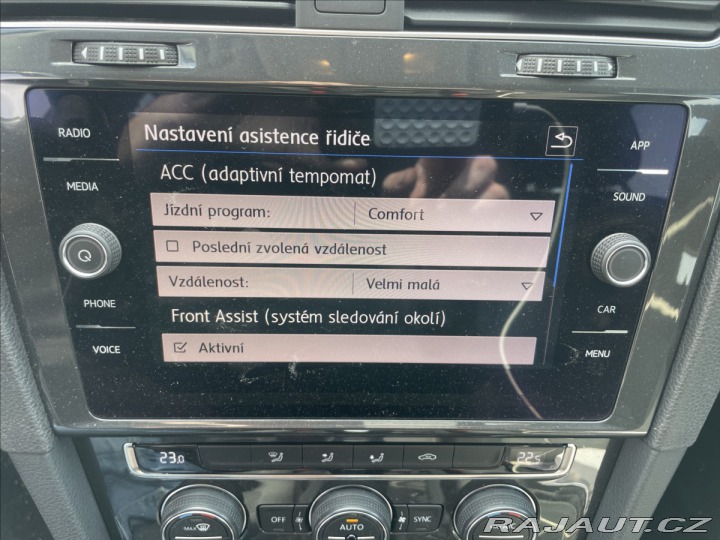 RADIO
MEDIA
PHONE
VOICE
Nastavení asistence řidiče
ACC (adaptivní tempomat)
Jízdní program: Comfort
Poslední zvolená vzdálenost
Vzdálenost: Velmi malá
Front Assist (systém sledování okolí)
Aktivní
APP
SOUND
CAR
MENU
23.0
22.5
MAX
OFF
AUTO
SYNC
RAJAUT.CZ